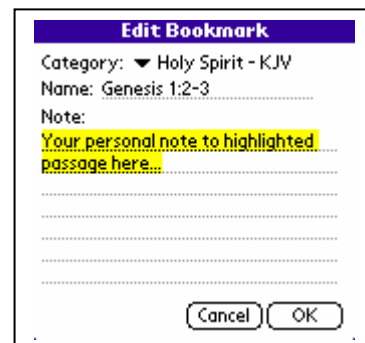 Edit Bookmark
Category: Holy Spirit - KJV
Name: Genesis 1:2-3
Note:
Your personal note to highlighted
passage here...
Cancel OK